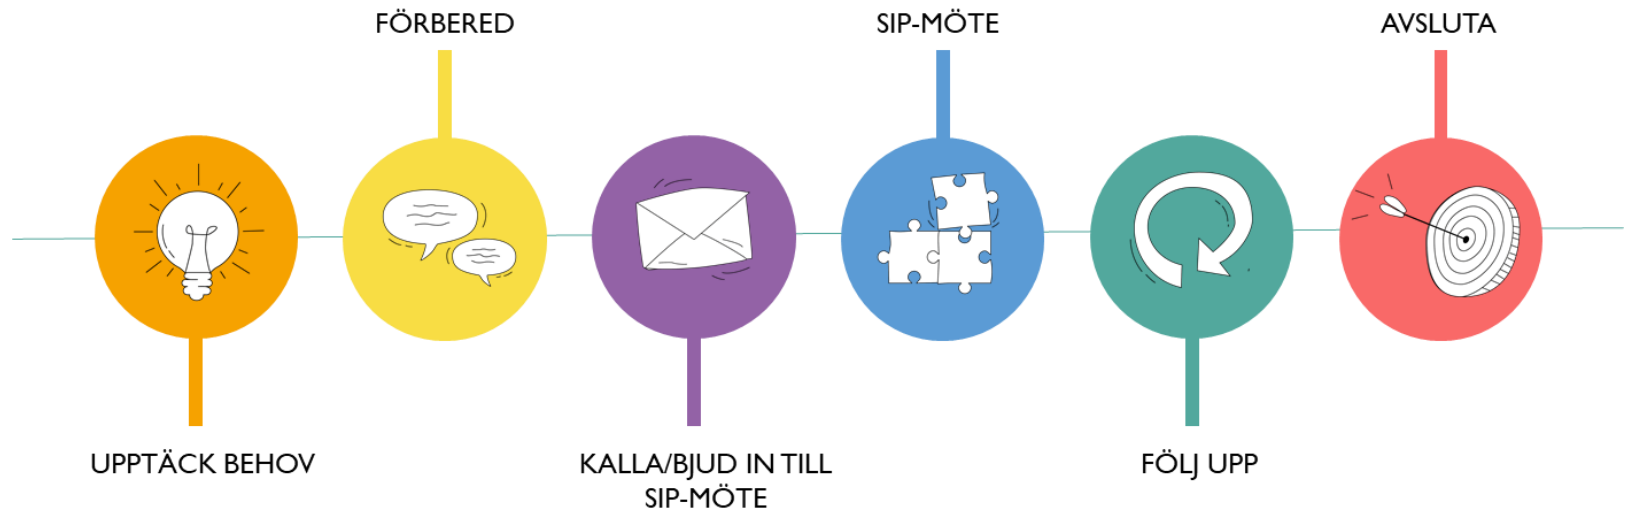 FÖRBERED
SIP-MÖTE
AVSLUTA
UPPTÄCK BEHOV
KALLA/BJUD IN TILL
SIP-MÖTE
FÖLJ UPP